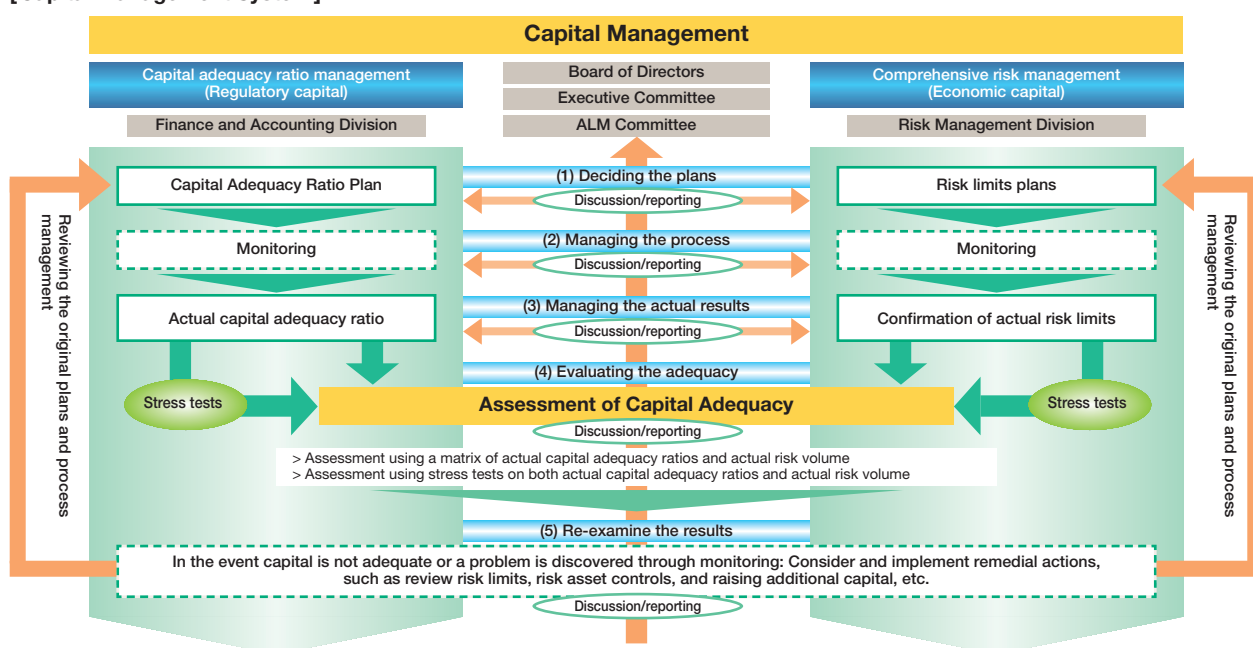 [Capital Management System]
Capital Management
Capital adequacy ratio management
(Regulatory capital)
Board of Directors
Executive Committee
ALM Committee
Comprehensive risk management
(Economic capital)
Finance and Accounting Division
Risk Management Division
Capital Adequacy Ratio Plan
(1) Deciding the plans
Discussion/reporting
Risk limits plans
Monitoring
(2) Managing the process
Discussion/reporting
Monitoring
Actual capital adequacy ratio
(3) Managing the actual results
Discussion/reporting
Confirmation of actual risk limits
(4) Evaluating the adequacy
Stress tests
Assessment of Capital Adequacy
Stress tests
Discussion/reporting
> Assessment using a matrix of actual capital adequacy ratios and actual risk volume
> Assessment using stress tests on both actual capital adequacy ratios and actual risk volume
(5) Re-examine the results
In the event capital is not adequate or a problem is discovered through monitoring: Consider and implement remedial actions,
such as review risk limits, risk asset controls, and raising additional capital, etc.
Discussion/reporting
Reviewing the original plans and process
management
Reviewing the original plans and process
management